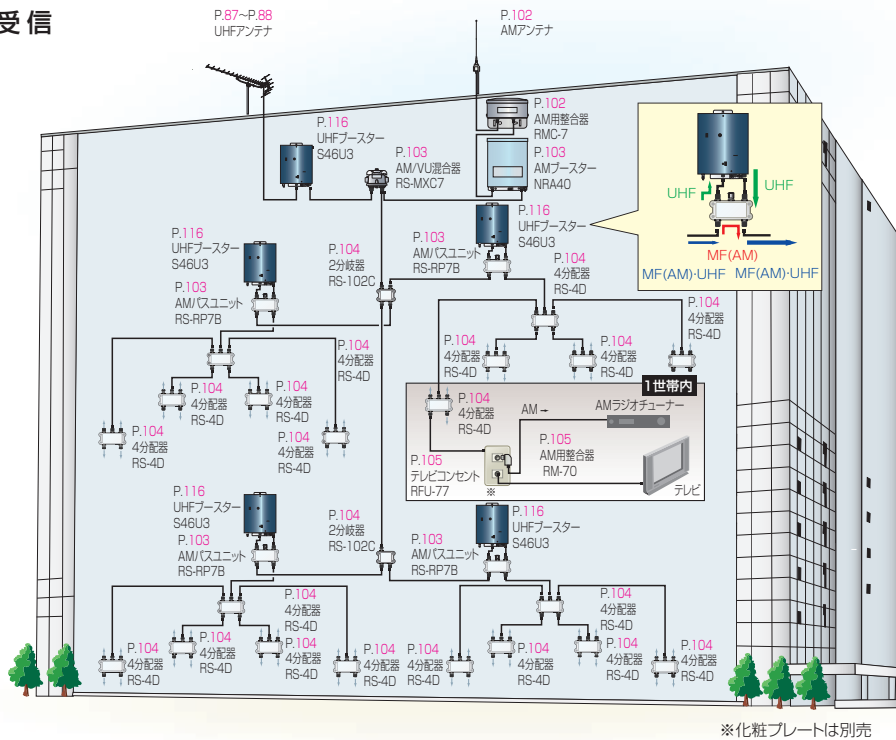 受信
P.87～P.88
UHFアンテナ
P.102
AMアンテナ
P.116
UHFブースター
S46U3
P.103
AM/VU混合器
RS-MXC7
P.102
AM用整合器
RMC-7
P.103
AMブースター
NRA40
UHF
UHF
MF(AM)
MF(AM)·UHF
MF(AM)·UHF
P.116
UHFブースター
S46U3
P.103
AMパスユニット
RS-RP7B
P.104
2分岐器
RS-102C
P.103
AMパスユニット
RS-RP7B
P.116
UHFブースター
S46U3
P.104
4分配器
RS-4D
P.104
4分配器
RS-4D
P.104
4分配器
RS-4D
P.104
4分配器
RS-4D
P.104
4分配器
RS-4D
P.104
4分配器
RS-4D
P.104
4分配器
RS-4D
P.104
4分配器
RS-4D
P.104
4分配器
RS-4D
1世帯内
P.104
4分配器
RS-4D
AM→
AMラジオチューナー
P.105
テレビコンセント
RFU-77
※
P.105
AM用整合器
RM-70
テレビ
P.116
UHFブースター
S46U3
P.103
AMパスユニット
RS-RP7B
P.104
2分岐器
RS-102C
P.103
AMパスユニット
RS-RP7B
P.116
UHFブースター
S46U3
P.104
4分配器
RS-4D
P.104
4分配器
RS-4D
P.104
4分配器
RS-4D
P.104
4分配器
RS-4D
P.104
4分配器
RS-4D
P.104
4分配器
RS-4D
P.104
4分配器
RS-4D
P.104
4分配器
RS-4D
P.104
4分配器
RS-4D
P.104
4分配器
RS-4D
※化粧プレートは別売